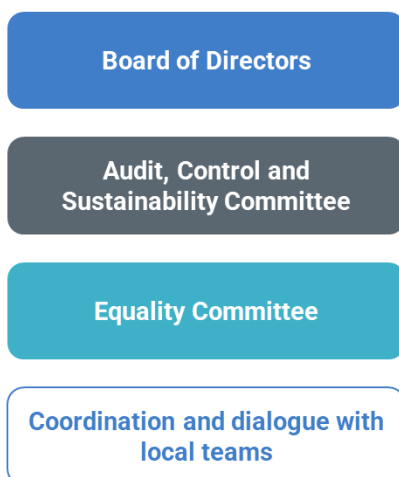 Board of Directors
Audit, Control and
Sustainability Committee
Equality Committee
Coordination and dialogue with
local teams